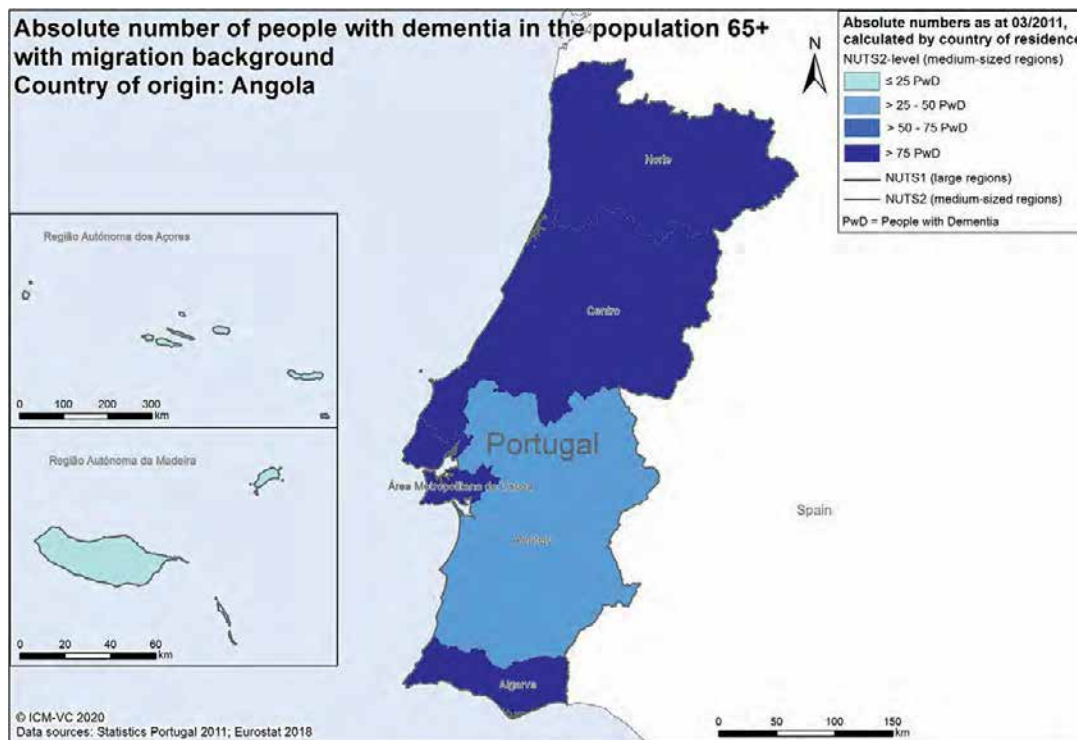 Absolute number of people with dementia in the population 65+
with migration background
Country of origin: Angola
N
Absolute numbers as at 03/2011,
calculated by country of residence
NUTS2-level (medium-sized regions)
≤ 25 PwD
> 25 - 50 PwD
> 50 - 75 PwD
> 75 PwD
NUTS1 (large regions)
NUTS2 (medium-sized regions)
PwD = People with Dementia
Norte
Região Autónoma dos Açores
0 100 200 300
km
Centro
Portugal
Região Autónoma da Madeira
Área Metropolitana de Lisboa
Spain
0 20 40 60
km
Algarve
© ICM-VC 2020
Data sources: Statistics Portugal 2011; Eurostat 2018
0 50 100 150
km